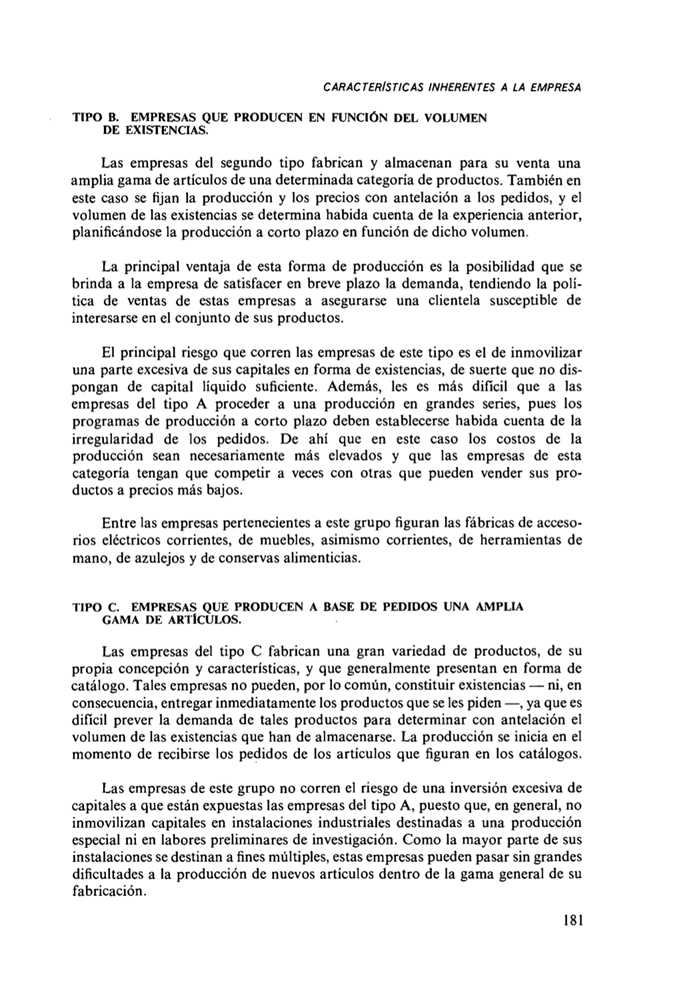 CARACTERÍSTICAS INHERENTES A LA EMPRESA
TIPO B. EMPRESAS QUE PRODUCEN EN FUNCIÓN DEL VOLUMEN
DE EXISTENCIAS.
Las empresas del segundo tipo fabrican y almacenan para su venta una
amplia gama de artículos de una determinada categoría de productos. También en
este caso se fijan la producción y los precios con antelación a los pedidos, y el
volumen de las existencias se determina habida cuenta de la experiencia anterior,
planificándose la producción a corto plazo en función de dicho volumen.
La principal ventaja de esta forma de producción es la posibilidad que se
brinda a la empresa de satisfacer en breve plazo la demanda, tendiendo la polí-
tica de ventas de estas empresas a asegurarse una clientela susceptible de
interesarse en el conjunto de sus productos.
El principal riesgo que corren las empresas de este tipo es el de inmovilizar
una parte excesiva de sus capitales en forma de existencias, de suerte que no dis-
pongan de capital líquido suficiente. Además, les es más difícil que a las
empresas del tipo A proceder a una producción en grandes series, pues los
programas de producción a corto plazo deben establecerse habida cuenta de la
irregularidad de los pedidos. De ahí que en este caso los costos de la
producción sean necesariamente más elevados y que las empresas de esta
categoría tengan que competir a veces con otras que pueden vender sus pro-
ductos a precios más bajos.
Entre las empresas pertenecientes a este grupo figuran las fábricas de acceso-
rios eléctricos corrientes, de muebles, asimismo corrientes, de herramientas de
mano, de azulejos y de conservas alimenticias.
TIPO C. EMPRESAS QUE PRODUCEN A BASE DE PEDIDOS UNA AMPLIA
GAMA DE ARTÍCULOS.
Las empresas del tipo C fabrican una gran variedad de productos, de su
propia concepción y características, y que generalmente presentan en forma de
catálogo. Tales empresas no pueden, por lo común, constituir existencias — ni, en
consecuencia, entregar inmediatamente los productos que se les piden —, ya que es
difícil prever la demanda de tales productos para determinar con antelación el
volumen de las existencias que han de almacenarse. La producción se inicia en el
momento de recibirse los pedidos de los artículos que figuran en los catálogos.
Las empresas de este grupo no corren el riesgo de una inversión excesiva de
capitales a que están expuestas las empresas del tipo A, puesto que, en general, no
inmovilizan capitales en instalaciones industriales destinadas a una producción
especial ni en labores preliminares de investigación. Como la mayor parte de sus
instalaciones se destinan a fines múltiples, estas empresas pueden pasar sin grandes
dificultades a la producción de nuevos artículos dentro de la gama general de su
fabricación.
181